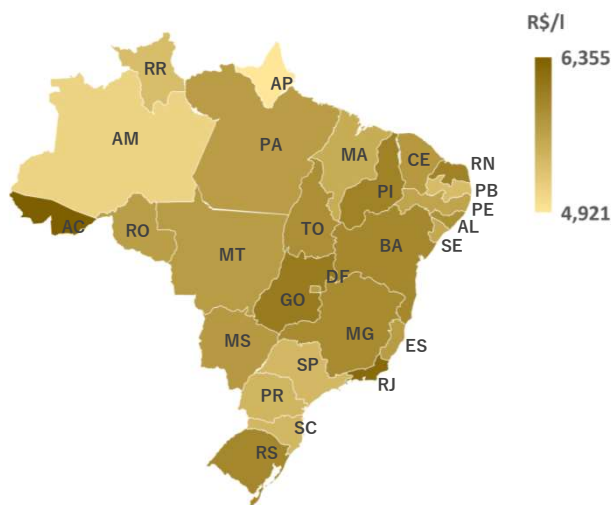 R$/l
6,355
4,921
RR
AP
AM
PA
MA
CE
RN
PB
PE
AL
SE
PI
AC
RO
TO
BA
MT
DF
GO
MG
ES
MS
SP
RJ
PR
SC
RS